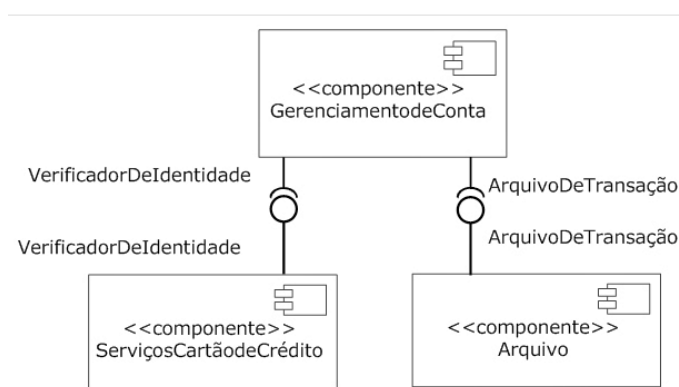 <<componente>>
GerenciamentodeConta
VerificadorDeIdentidade
ArquivoDeTransação
VerificadorDeIdentidade
ArquivoDeTransação
<<componente>>
ServiçosCartãodeCrédito
<<componente>>
Arquivo